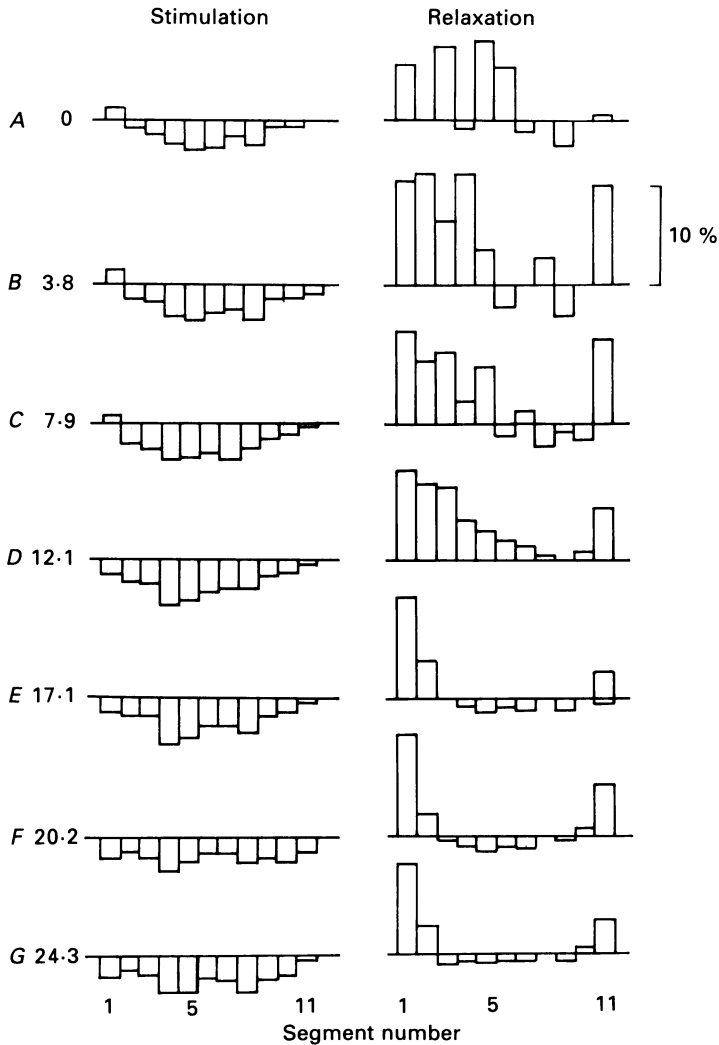 Stimulation Relaxation
A 0
10 %
B 3·8
C 7·9
D 12·1
E 17·1
F 20·2
G 24·3
1 5 11 1 5 11
Segment number